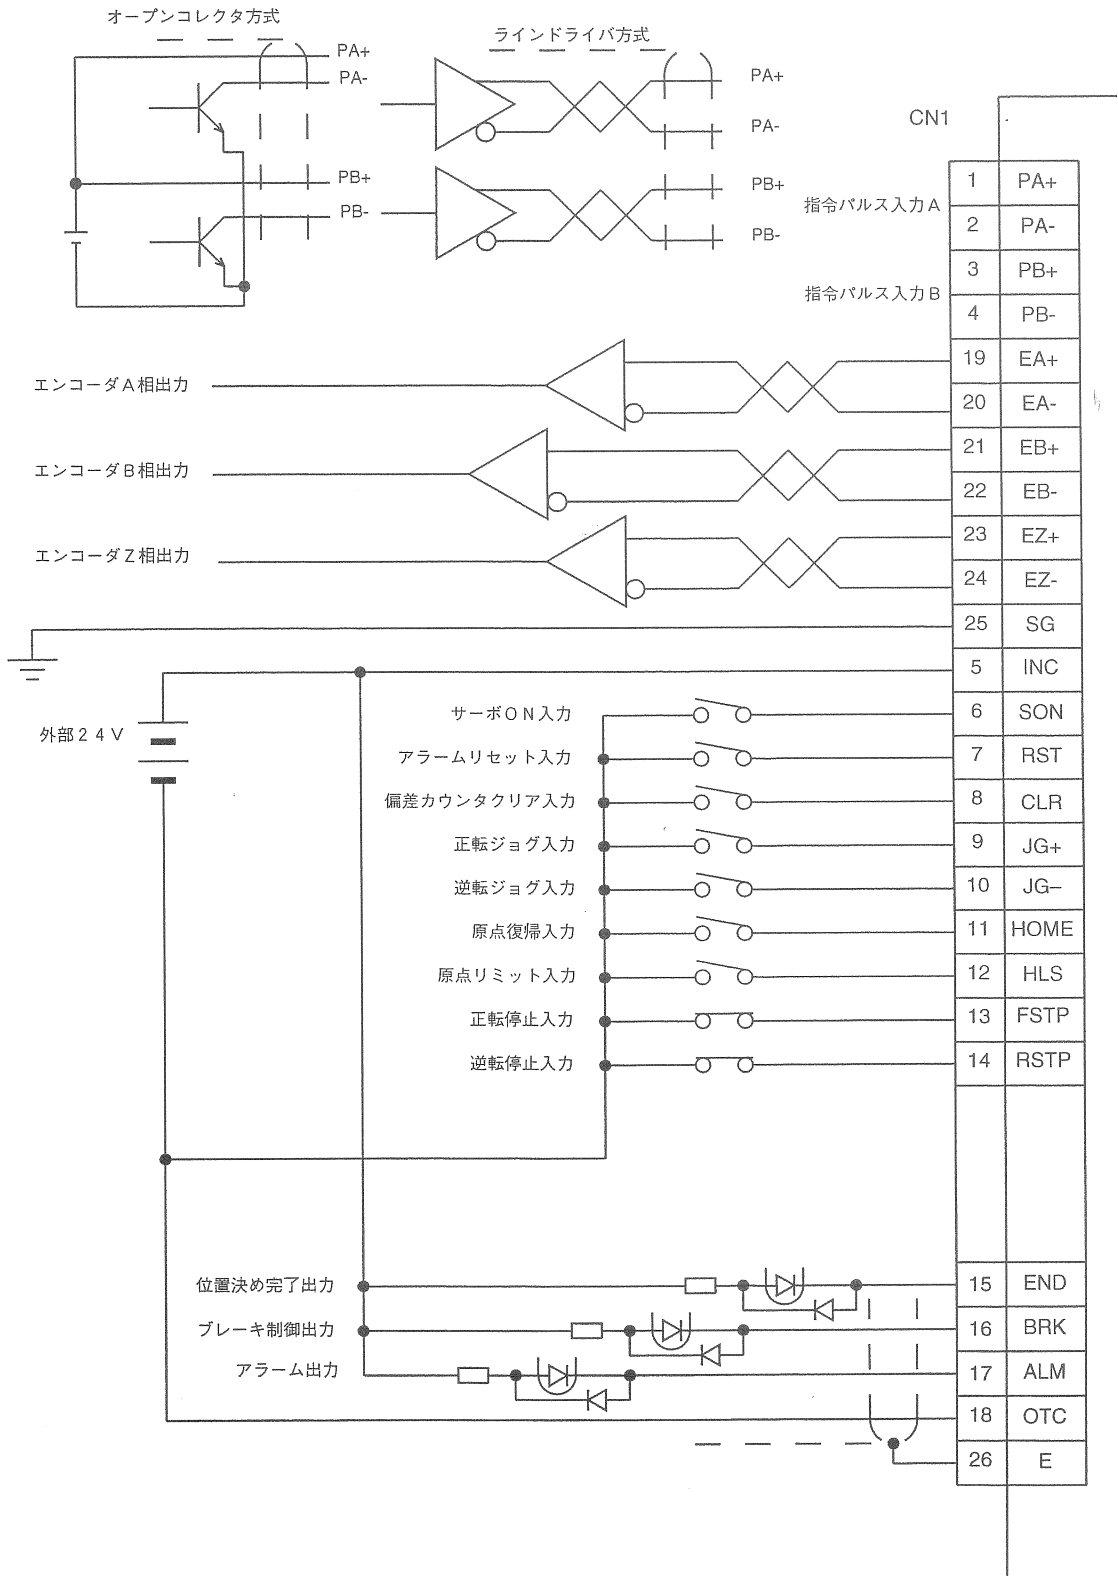 オープンコレクタ方式
PA+
PA-
PB+
PB-
ラインドライバ方式
PA+
PA-
PB+
PB-
CN1
指令パルス入力A
指令パルス入力B
1 PA+
2 PA-
3 PB+
4 PB-
エンコーダA相出力
19 EA+
20 EA-
エンコーダB相出力
21 EB+
22 EB-
エンコーダZ相出力
23 EZ+
24 EZ-
25 SG
5 INC
外部24V
サーボON入力 6 SON
アラームリセット入力 7 RST
偏差カウンタクリア入力 8 CLR
正転ジョグ入力 9 JG+
逆転ジョグ入力 10 JG–
原点復帰入力 11 HOME
原点リミット入力 12 HLS
正転停止入力 13 FSTP
逆転停止入力 14 RSTP
位置決め完了出力 15 END
ブレーキ制御出力 16 BRK
アラーム出力 17 ALM
18 OTC
26 E